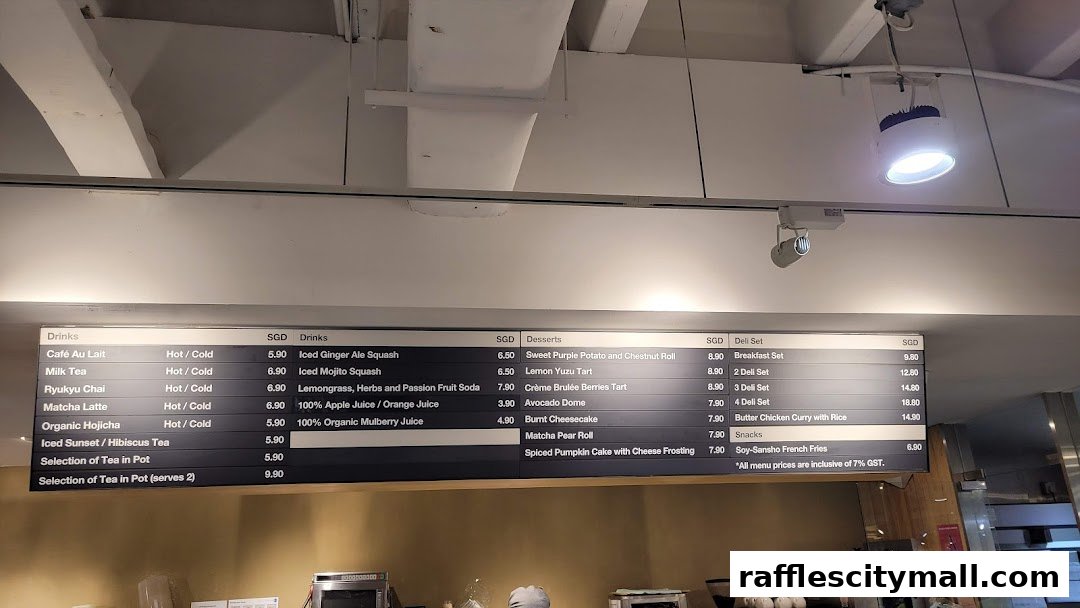 Drinks SGD
Café Au Lait Hot / Cold 5.90
Milk Tea Hot / Cold 6.90
Ryukyu Chai Hot / Cold 6.90
Matcha Latte Hot / Cold 6.90
Organic Hojicha Hot / Cold 5.90
Iced Sunset / Hibiscus Tea 5.90
Selection of Tea in Pot 5.90
Selection of Tea in Pot (serves 2) 9.90
Drinks SGD
Iced Ginger Ale Squash 6.50
Iced Mojito Squash 6.50
Lemongrass, Herbs and Passion Fruit Soda 7.90
100% Apple Juice / Orange Juice 3.90
100% Organic Mulberry Juice 4.90
Desserts SGD
Sweet Purple Potato and Chestnut Roll 8.90
Lemon Yuzu Tart 8.90
Crème Brulée Berries Tart 8.90
Avocado Dome 7.90
Burnt Cheesecake 7.90
Matcha Pear Roll 7.90
Spiced Pumpkin Cake with Cheese Frosting 7.90
Deli Set SGD
Breakfast Set 9.80
2 Deli Set 12.80
3 Deli Set 14.80
4 Deli Set 18.80
Butter Chicken Curry with Rice 14.90
Snacks
Soy-Sansho French Fries 6.90
*All menu prices are inclusive of 7% GST.
rafflescitymall.com